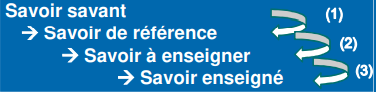 Savoir savant (1)
→ Savoir de référence (2)
→ Savoir à enseigner (3)
→ Savoir enseigné